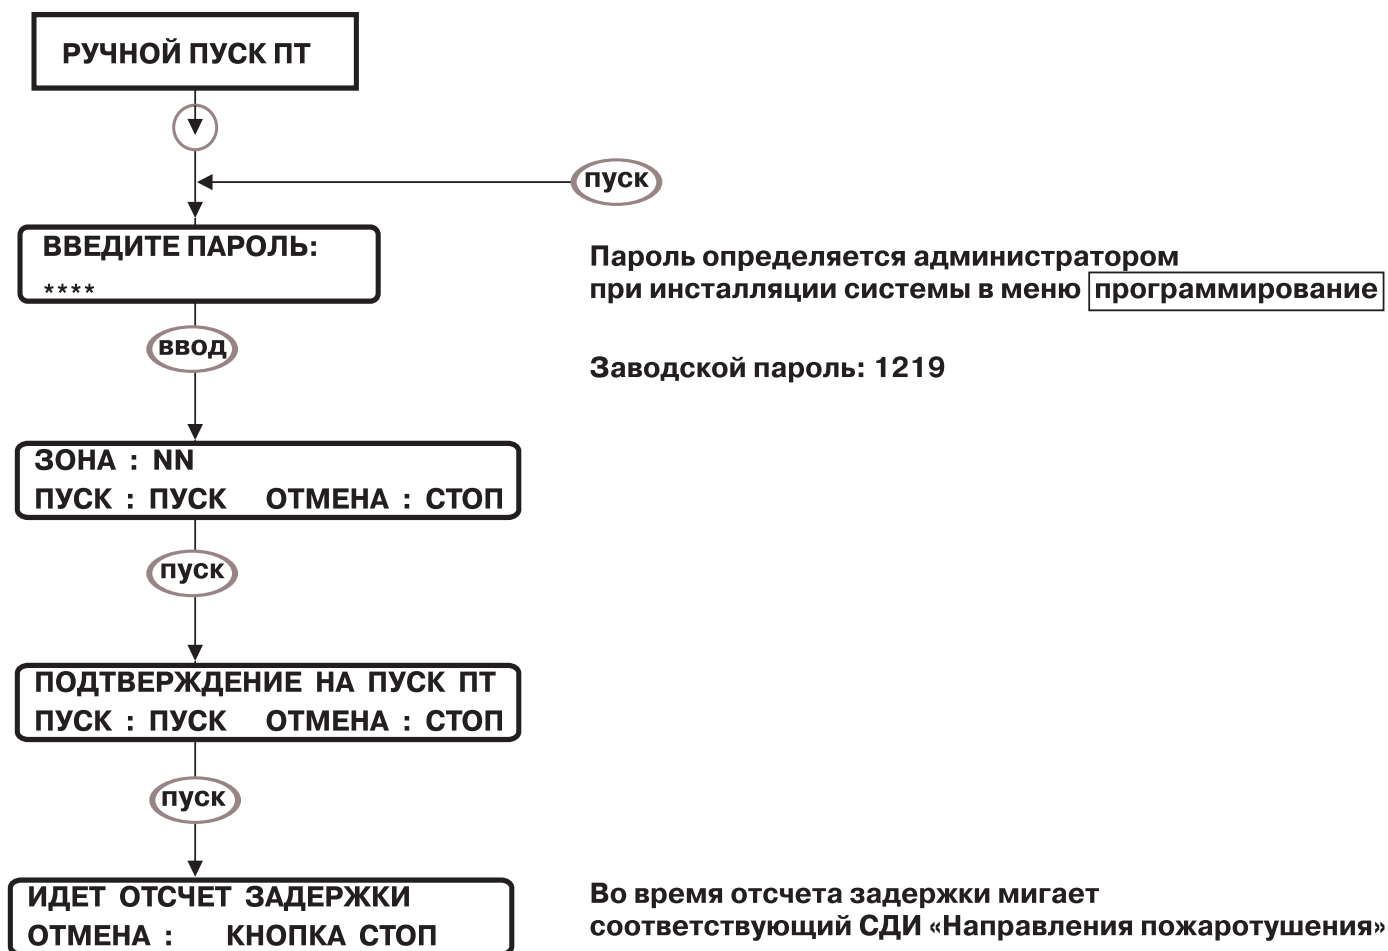 РУЧНОЙ ПУСК ПТ
пуск
ВВЕДИТЕ ПАРОЛЬ:
****
Пароль определяется администратором
при инсталляции системы в меню программирование
ввод
Заводской пароль: 1219
ЗОНА : NN
ПУСК : ПУСК ОТМЕНА : СТОП
пуск
ПОДТВЕРЖДЕНИЕ НА ПУСК ПТ
ПУСК : ПУСК ОТМЕНА : СТОП
пуск
ИДЕТ ОТСЧЕТ ЗАДЕРЖКИ
ОТМЕНА : КНОПКА СТОП
Во время отсчета задержки мигает
соответствующий СДИ «Направления пожаротушения»